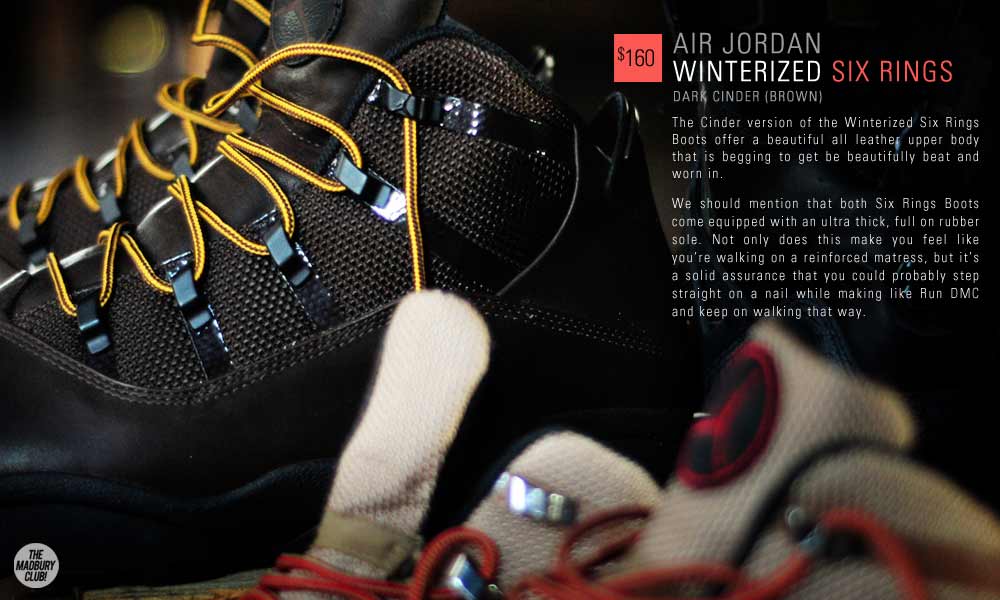 $160
AIR JORDAN
WINTERIZED SIX RINGS
DARK CINDER (BROWN)
The Cinder version of the Winterized Six Rings
Boots offer a beautiful all leather upper body
that is begging to get be beautifully beat and
worn in.
We should mention that both Six Rings Boots
come equipped with an ultra thick, full on rubber
sole. Not only does this make you feel like
you're walking on a reinforced matress, but it's
a solid assurance that you could probably step
straight on a nail while making like Run DMC
and keep on walking that way.
THE
MADBURY
CLUB!